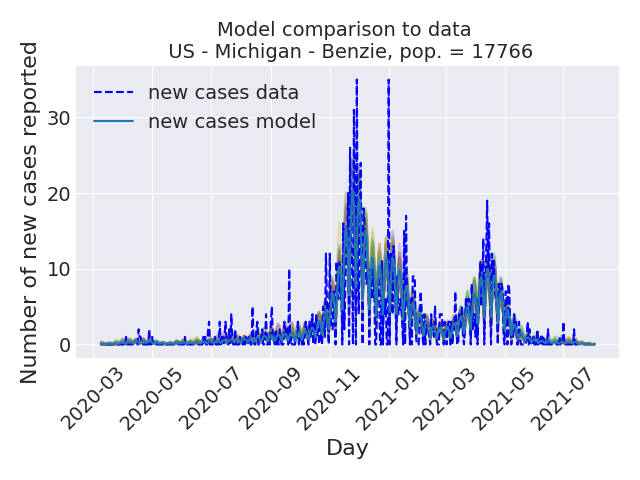 Model comparison to data
US - Michigan - Benzie, pop. = 17766
Number of new cases reported
30
20
10
0
new cases data
new cases model
2020-03
2020-05
2020-07
2020-09
2020-11
2021-01
2021-03
2021-05
2021-07
Day